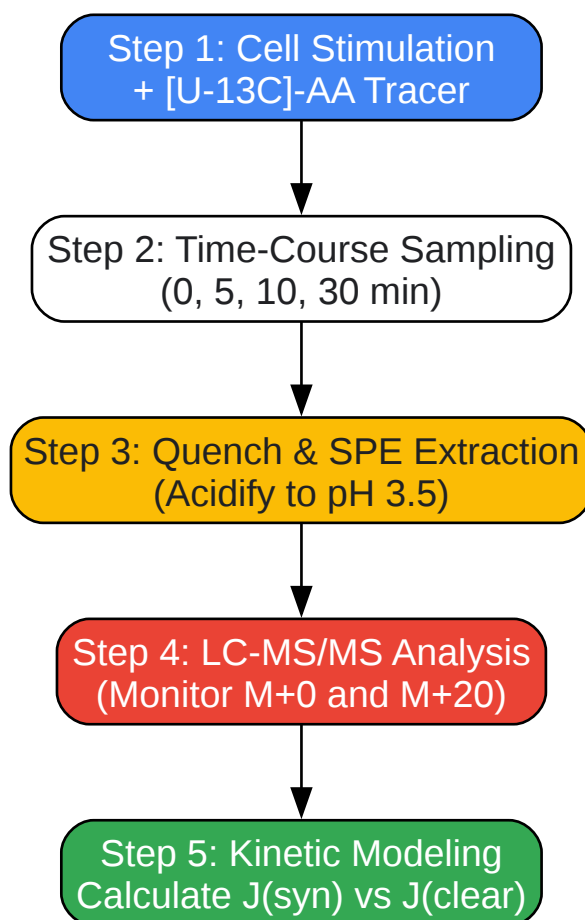 Step 1: Cell Stimulation
+ [U-13C]-AA Tracer
Step 2: Time-Course Sampling
(0, 5, 10, 30 min)
Step 3: Quench & SPE Extraction
(Acidify to pH 3.5)
Step 4: LC-MS/MS Analysis
(Monitor M+0 and M+20)
Step 5: Kinetic Modeling
Calculate J(syn) vs J(clear)